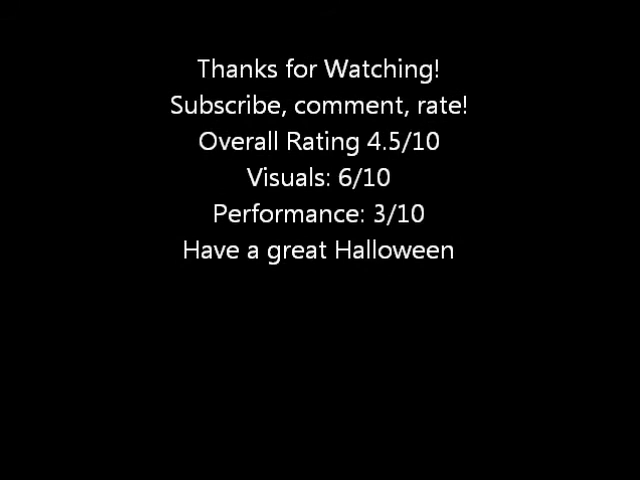 Thanks for Watching!
Subscribe, comment, rate!
Overall Rating 4.5/10
Visuals: 6/10
Performance: 3/10
Have a great Halloween